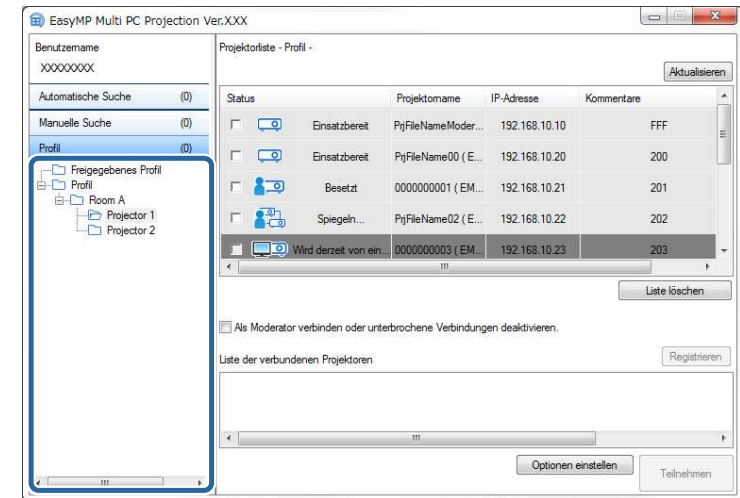 EasyMP Multi PC Projection Ver.XXX
Benutzername
XXXXXXXX
Automatische Suche (0)
Manuelle Suche (0)
Profil (0)
Freigegebenes Profil
Profil
Room A
Projector 1
Projector 2
Projektorliste - Profil -
Aktualisieren
Status Projektorname IP-Adresse Kommentare
Einsatzbereit PrjFileNameModer... 192.168.10.10 FFF
Einsatzbereit PrjFileName00 ( E... 192.168.10.20 200
Besetzt 0000000001 ( EM... 192.168.10.21 201
Spiegeln... PrjFileName02 ( E... 192.168.10.22 202
Wird derzeit von ein... 0000000003 ( EM... 192.168.10.23 203
Liste löschen
Als Moderator verbinden oder unterbrochene Verbindungen deaktivieren.
Liste der verbundenen Projektoren
Registrieren
Optionen einstellen
Teilnehmen